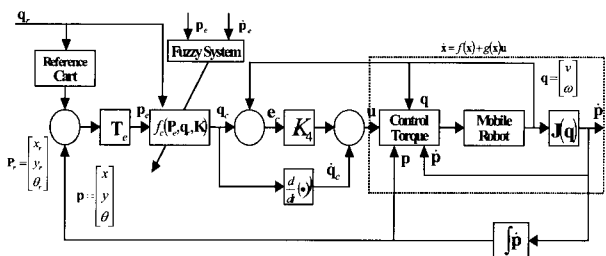 q_r
p_e
ṗ_e
Fuzzy System
ẋ = f(x) + g(x)u
Reference
Cart
q = [v ω]
T_e
p_e
f_c(P_e, q_r, K)
q_c
e_c
K_4
u
q
Control
Torque
Mobile
Robot
J(q)
ṗ
P_r = [x_r y_r θ_r]
p := [x y θ]
d/dt(•)
q̇_c
p
ṗ
∫ṗ